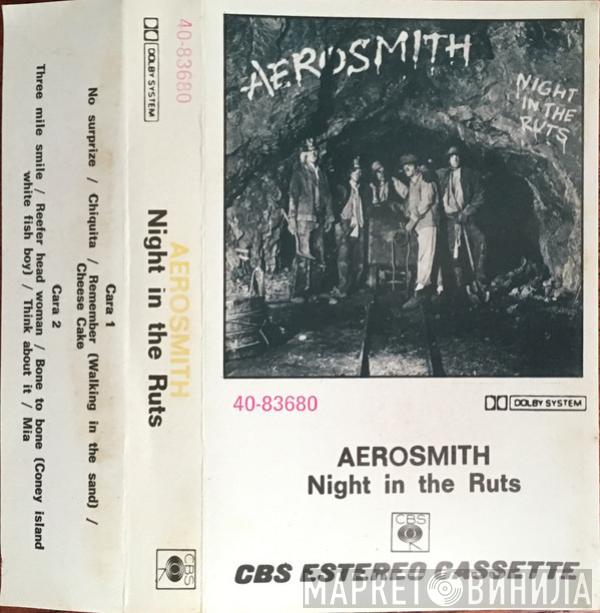 40-83680
DOLBY SYSTEM
No surprize / Chiquita / Remember (Walking in the sand) /
Cheese Cake
Cara 1
Cara 2
Three mile smile / Reefer head woman / Bone to bone (Coney island
white fish boy) / Think about it / Mia
AEROSMITH
Night in the Ruts
CBS
AEROSMITH
NIGHT
IN THE
RUTS
40-83680
DOLBY SYSTEM
AEROSMITH
Night in the Ruts
CBS
CBS ESTEREO CASSETTE
МАРКЕТ ВИНИЛА